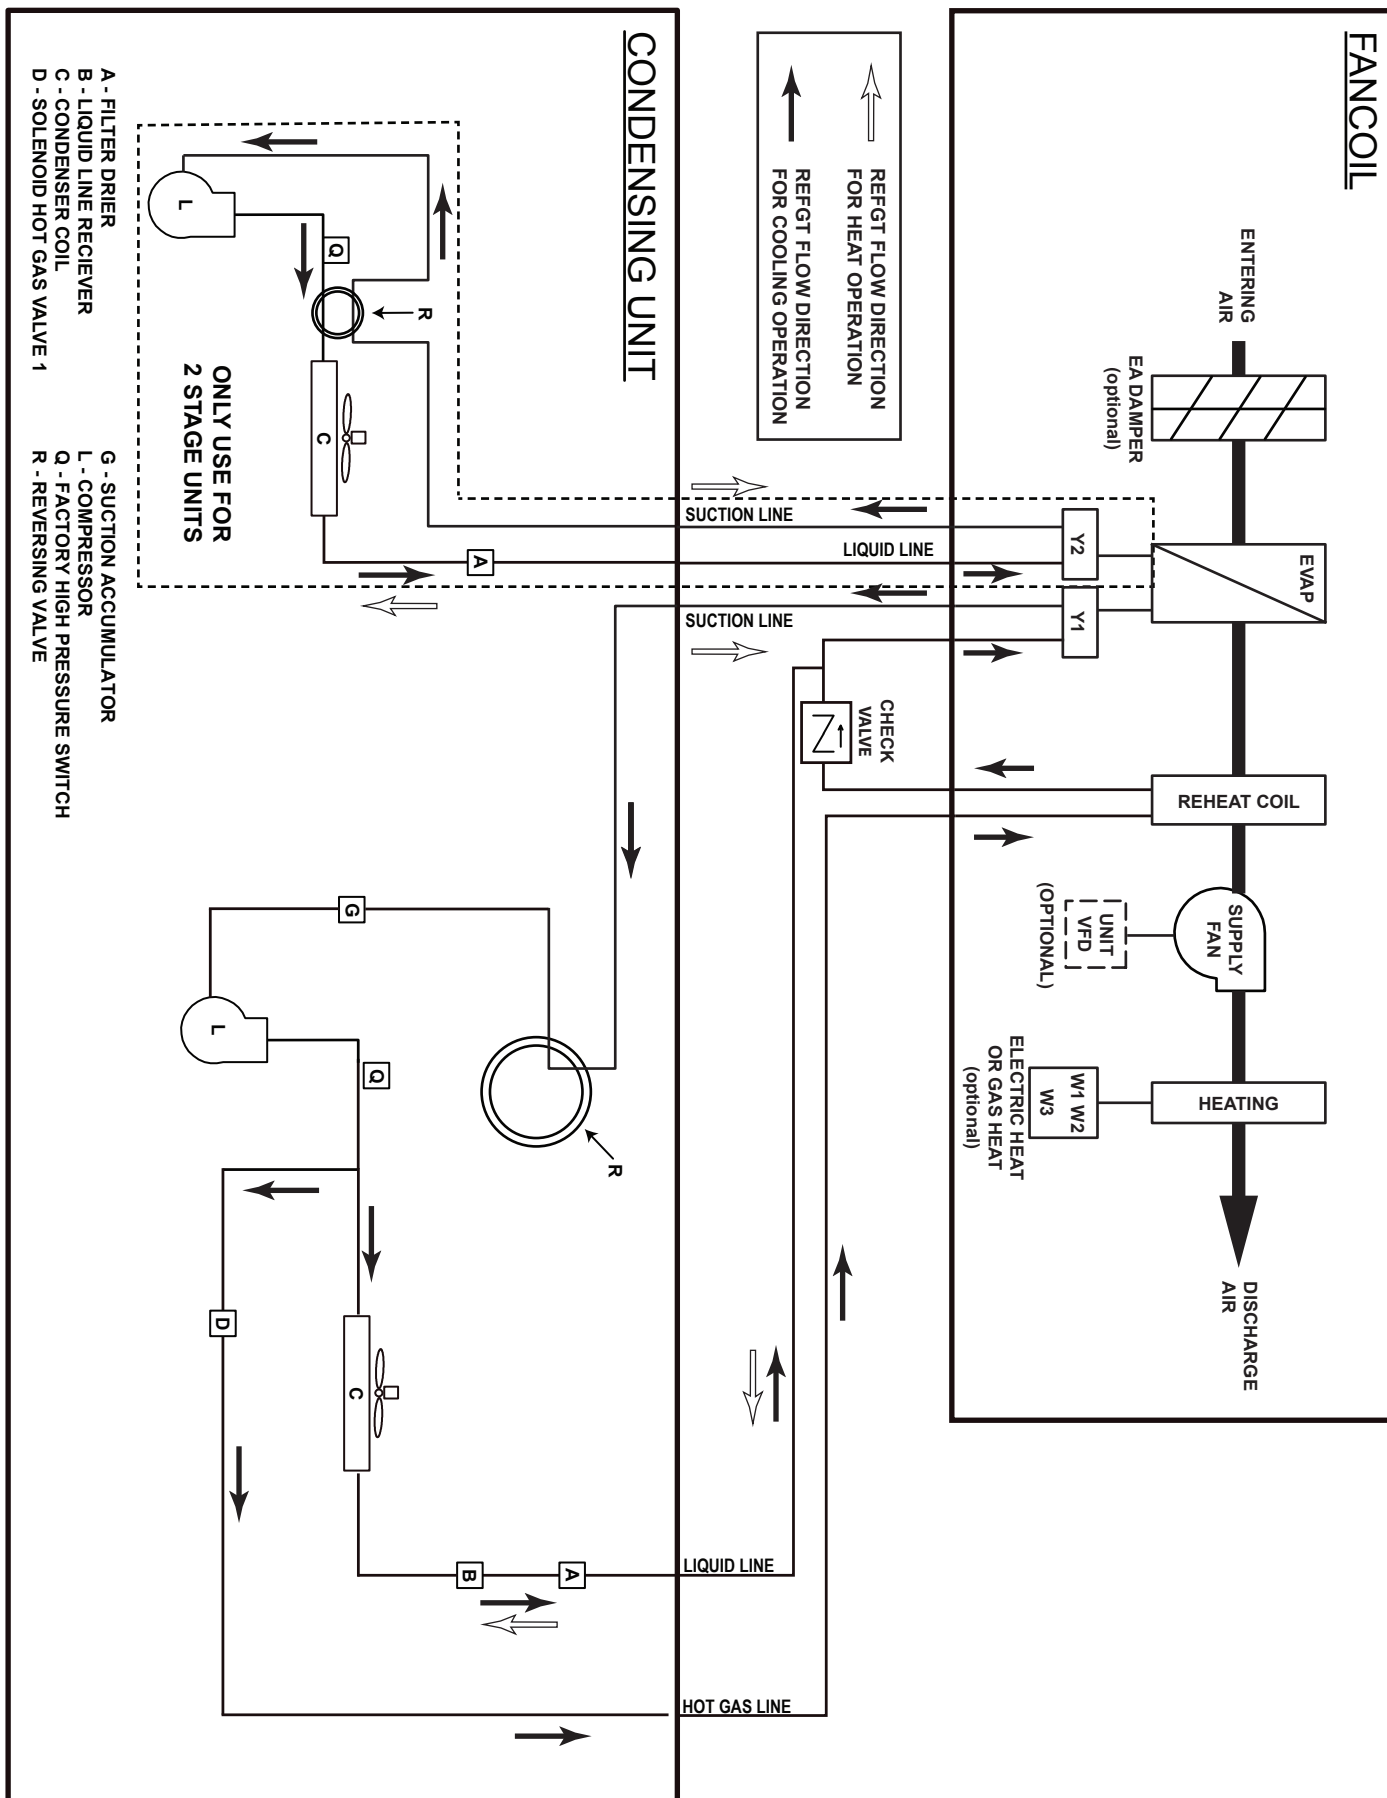 FANCOIL
ENTERING
AIR
EA DAMPER
(optional)
EVAP
Y2
Y1
REHEAT COIL
SUPPLY
FAN
UNIT
VFD
(OPTIONAL)
HEATING
W1 W2
W3
ELECTRIC HEAT
OR GAS HEAT
(optional)
DISCHARGE
AIR
REFGT FLOW DIRECTION
FOR HEAT OPERATION
REFGT FLOW DIRECTION
FOR COOLING OPERATION
CHECK
VALVE
SUCTION LINE
LIQUID LINE
SUCTION LINE
LIQUID LINE
HOT GAS LINE
CONDENSING UNIT
R
Q
L
C
A
ONLY USE FOR
2 STAGE UNITS
R
G
L
Q
D
C
B
A
A - FILTER DRIER
B - LIQUID LINE RECIEVER
C - CONDENSER COIL
D - SOLENOID HOT GAS VALVE 1
G - SUCTION ACCUMULATOR
L - COMPRESSOR
Q - FACTORY HIGH PRESSURE SWITCH
R - REVERSING VALVE